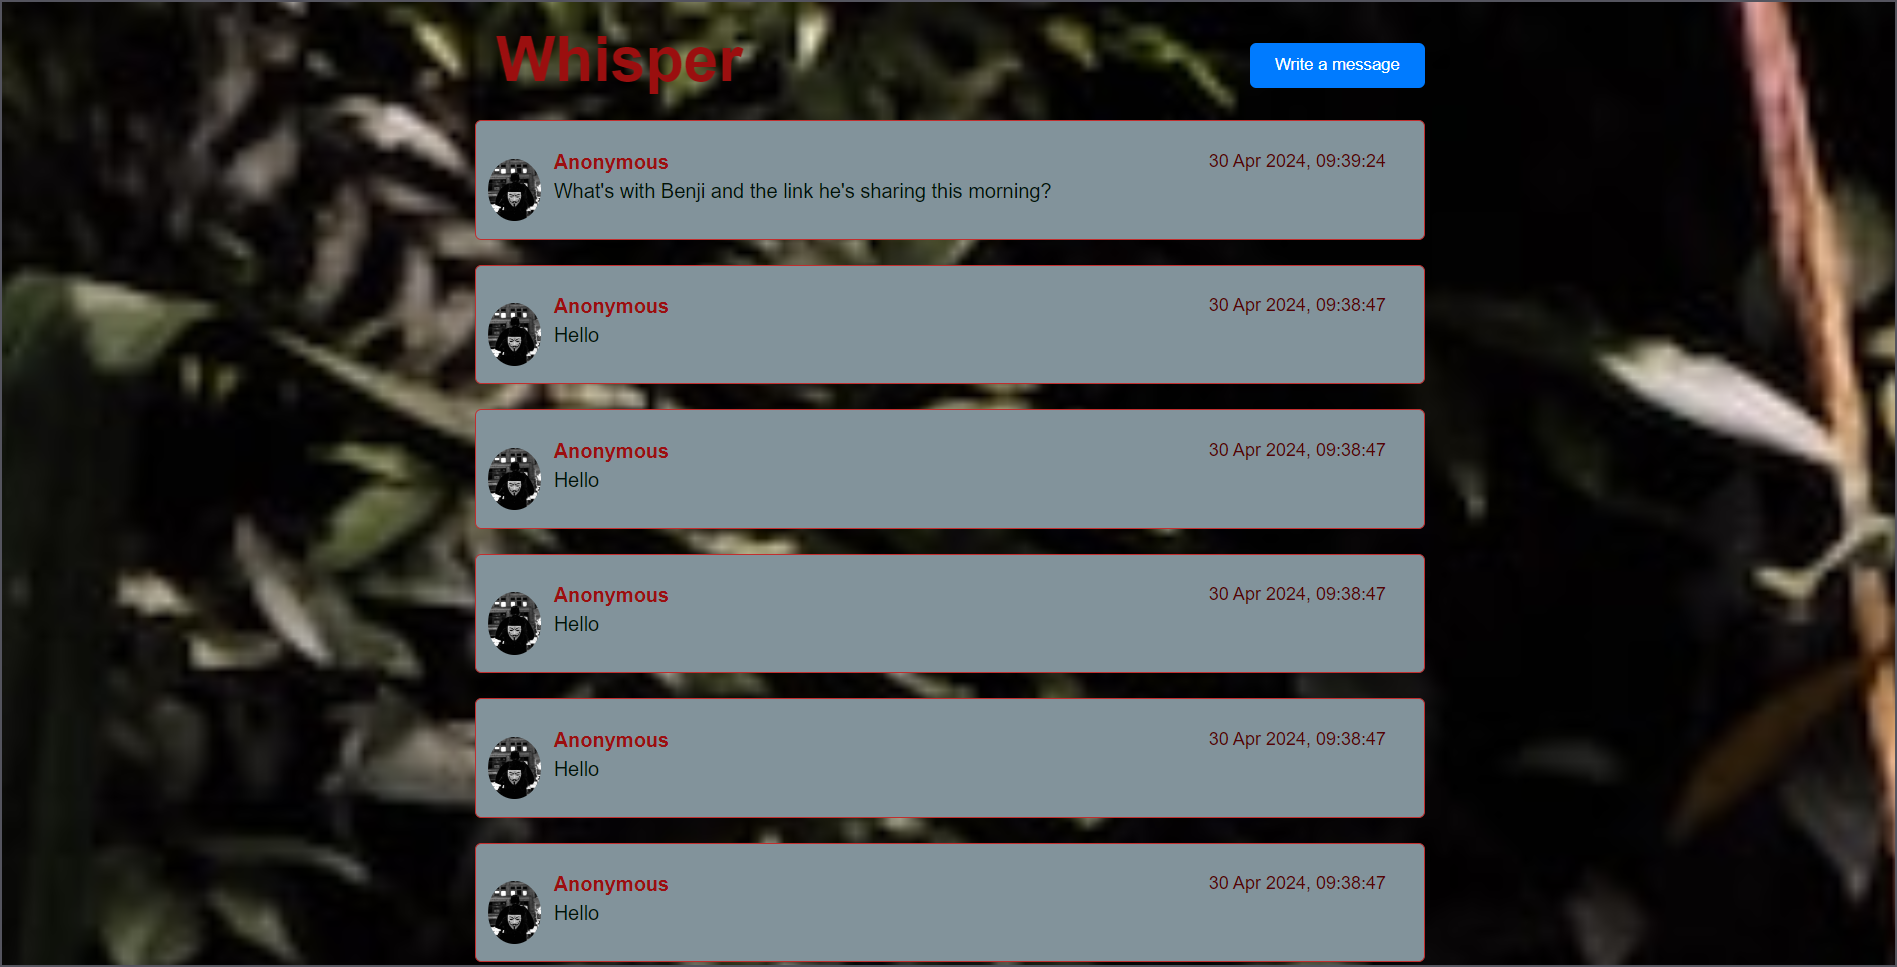 Whisper
Write a message
Anonymous
30 Apr 2024, 09:39:24
What's with Benji and the link he's sharing this morning?
Anonymous
30 Apr 2024, 09:38:47
Hello
Anonymous
30 Apr 2024, 09:38:47
Hello
Anonymous
30 Apr 2024, 09:38:47
Hello
Anonymous
30 Apr 2024, 09:38:47
Hello
Anonymous
30 Apr 2024, 09:38:47
Hello